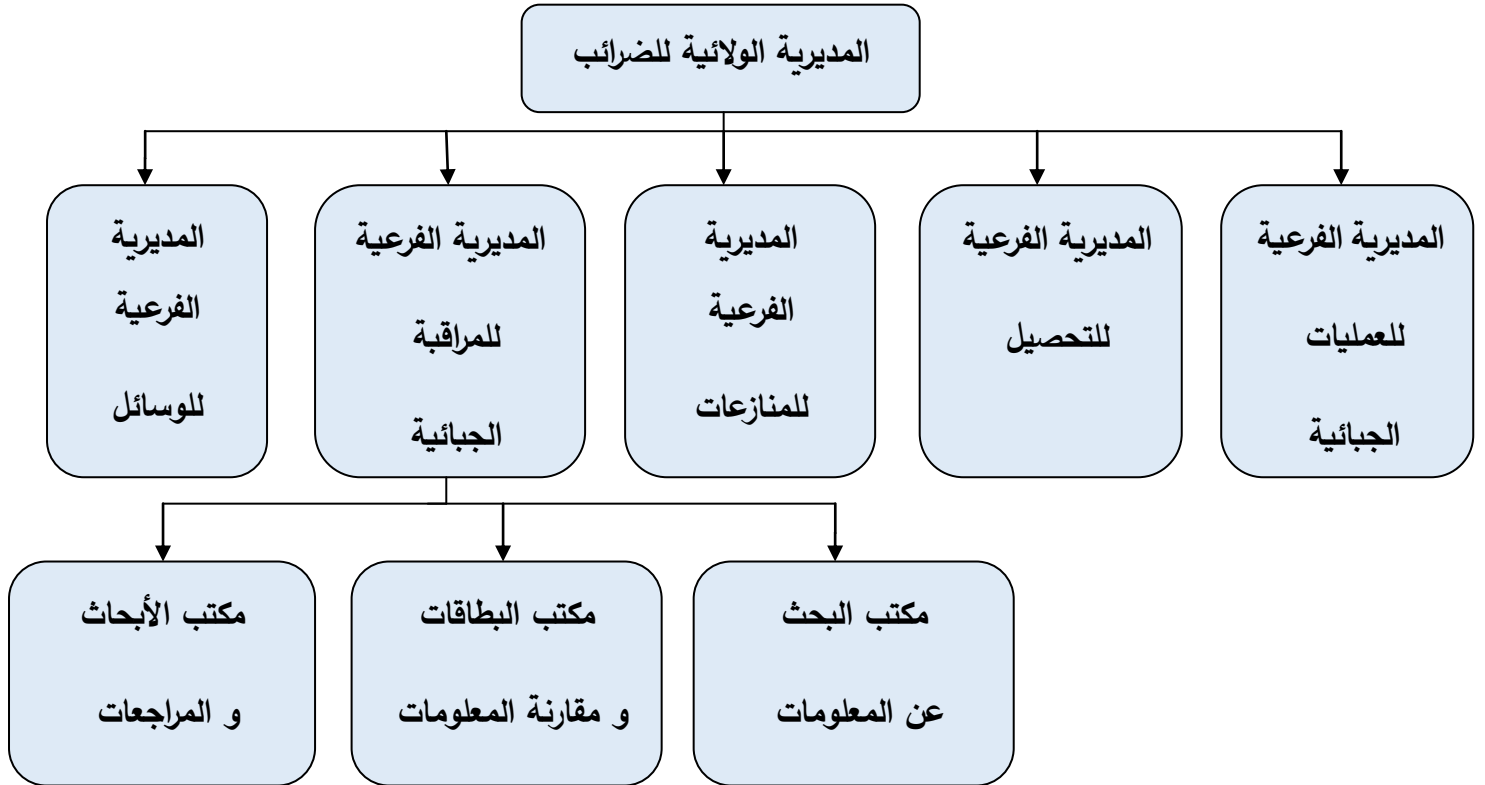 المديرية الولائية للضرائب
المديرية الفرعية
للعمليات
الجبائية
المديرية الفرعية
للتحصيل
المديرية
الفرعية
للمنازعات
المديرية الفرعية
للمراقبة
الجبائية
المديرية
الفرعية
للوسائل
مكتب البحث
عن المعلومات
مكتب البطاقات
و مقارنة المعلومات
مكتب الأبحاث
و المراجعات